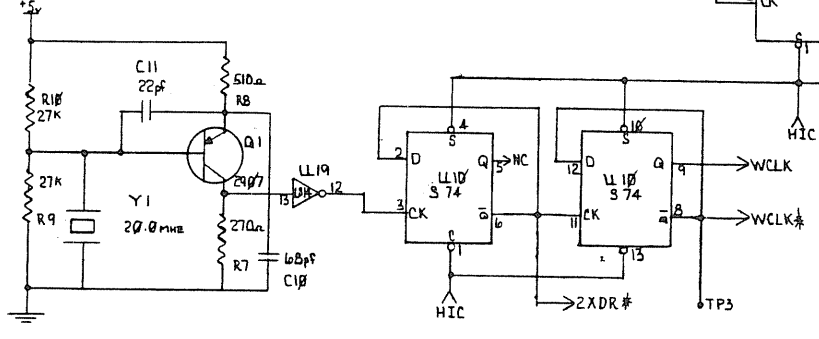 +5v
CK
S
1
C11
22pf
510Ω
R8
R10
27K
Q1
2907
27K
R9
Y1
20.0MHZ
U19
13
12
270Ω
R7
68pf
C10
4
S
2
D
Q
5
NC
U10
S 74
3
CK
Q
6
C
1
HIC
10
S
12
D
Q
9
WCLK
U10
S 74
11
CK
Q
8
WCLK#
13
2XDR#
TP3
HIC